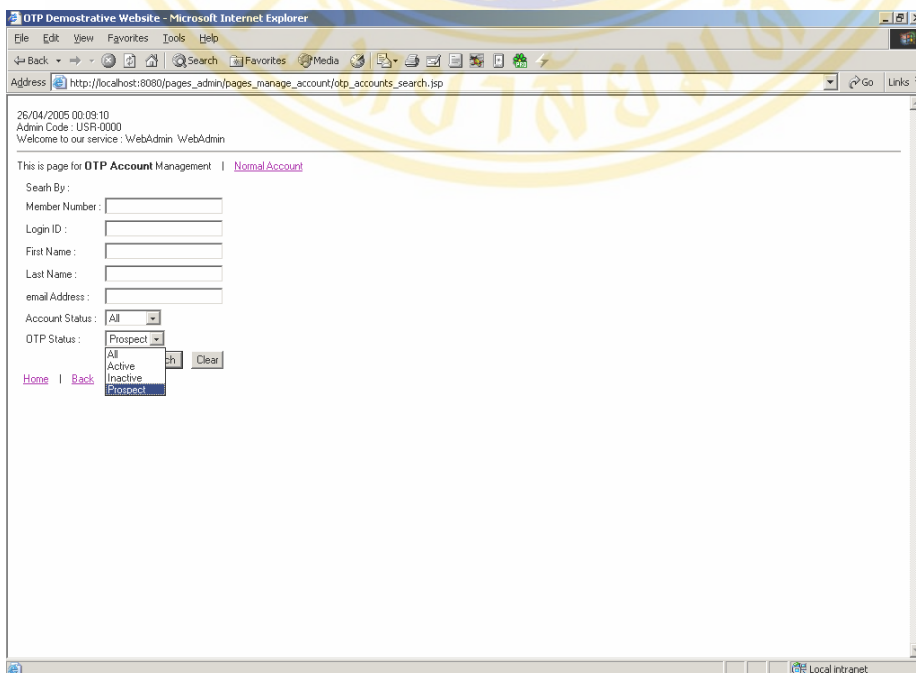 OTP Demostrative Website - Microsoft Internet Explorer
File Edit View Favorites Tools Help
Back Search Favorites Media
Address http://localhost:8080/pages_admin/pages_manage_account/otp_accounts_search.jsp Go Links
26/04/2005 00:09:10
Admin Code : USR-0000
Welcome to our service : WebAdmin WebAdmin
This is page for OTP Account Management | Normal Account
Searh By :
Member Number :
Login ID :
First Name :
Last Name :
email Address :
Account Status : All
OTP Status : Prospect
All
Active
Inactive
Prospect
ch Clear
Home | Back
Local intranet